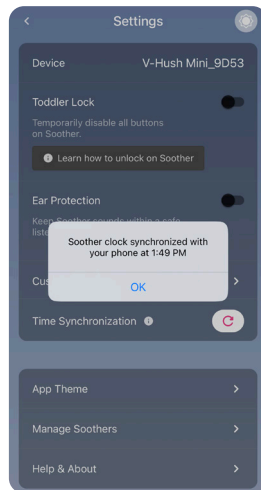 Settings
Device V-Hush Mini_9D53
Toddler Lock
Temporarily disable all buttons
on Soother.
Learn how to unlock on Soother
Ear Protection
Keep Soother sounds within a safe
liste
Soother clock synchronized with
your phone at 1:49 PM
OK
Cus
Time Synchronization
App Theme
Manage Soothers
Help & About